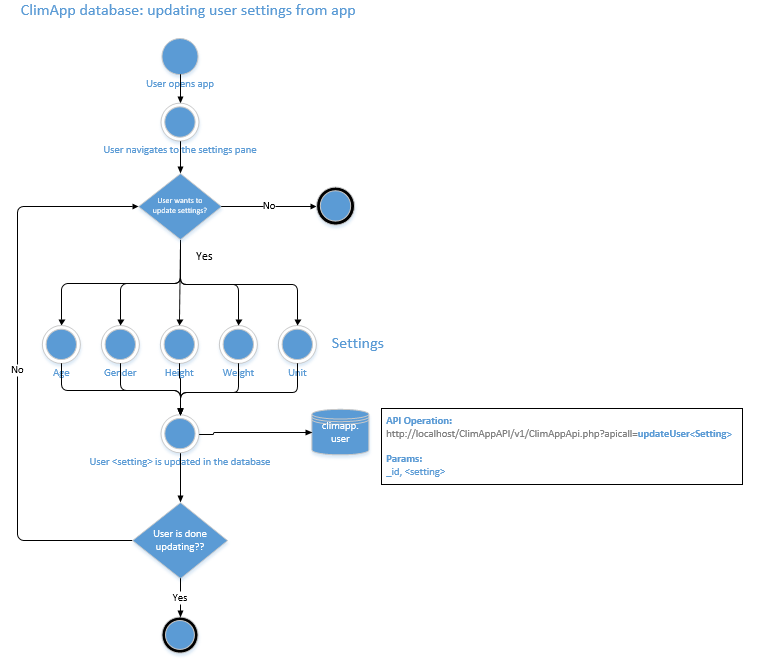 ClimApp database: updating user settings from app
User opens app
User navigates to the settings pane
User wants to
update settings?
No
Yes
Settings
Age
Gender
Height
Weight
Unit
No
climapp.
user
API Operation:
http://localhost/ClimAppAPI/v1/ClimAppApi.php?apicall=updateUser<Setting>
Params:
_id, <setting>
User <setting> is updated in the database
User is done
updating??
Yes